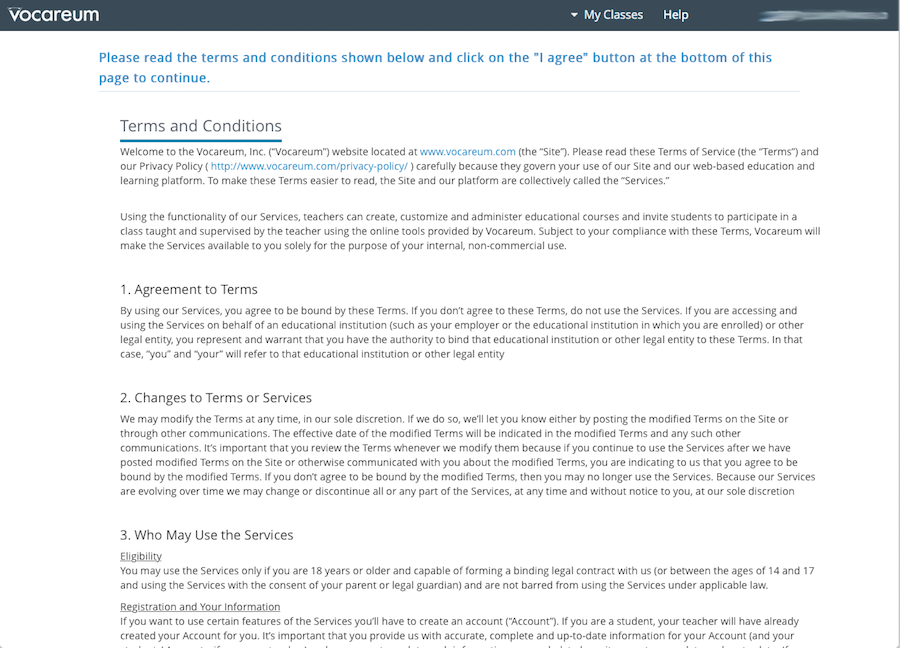 Vocareum
My Classes Help
Please read the terms and conditions shown below and click on the "I agree" button at the bottom of this
page to continue.
Terms and Conditions
Welcome to the Vocareum, Inc. (“Vocareum”) website located at www.vocareum.com (the “Site”). Please read these Terms of Service (the “Terms”) and
our Privacy Policy ( http://www.vocareum.com/privacy-policy/ ) carefully because they govern your use of our Site and our web-based education and
learning platform. To make these Terms easier to read, the Site and our platform are collectively called the “Services.”
Using the functionality of our Services, teachers can create, customize and administer educational courses and invite students to participate in a
class taught and supervised by the teacher using the online tools provided by Vocareum. Subject to your compliance with these Terms, Vocareum will
make the Services available to you solely for the purpose of your internal, non-commercial use.
1. Agreement to Terms
By using our Services, you agree to be bound by these Terms. If you don’t agree to these Terms, do not use the Services. If you are accessing and
using the Services on behalf of an educational institution (such as your employer or the educational institution in which you are enrolled) or other
legal entity, you represent and warrant that you have the authority to bind that educational institution or other legal entity to these Terms. In that
case, “you” and “your” will refer to that educational institution or other legal entity
2. Changes to Terms or Services
We may modify the Terms at any time, in our sole discretion. If we do so, we’ll let you know either by posting the modified Terms on the Site or
through other communications. The effective date of the modified Terms will be indicated in the modified Terms and any such other
communications. It’s important that you review the Terms whenever we modify them because if you continue to use the Services after we have
posted modified Terms on the Site or otherwise communicated with you about the modified Terms, you are indicating to us that you agree to be
bound by the modified Terms. If you don’t agree to be bound by the modified Terms, then you may no longer use the Services. Because our Services
are evolving over time we may change or discontinue all or any part of the Services, at any time and without notice to you, at our sole discretion
3. Who May Use the Services
Eligibility
You may use the Services only if you are 18 years or older and capable of forming a binding legal contract with us (or between the ages of 14 and 17
and using the Services with the consent of your parent or legal guardian) and are not barred from using the Services under applicable law.
Registration and Your Information
If you want to use certain features of the Services you’ll have to create an account (“Account”). If you are a student, your teacher will have already
created your Account for you. It’s important that you provide us with accurate, complete and up-to-date information for your Account (and your